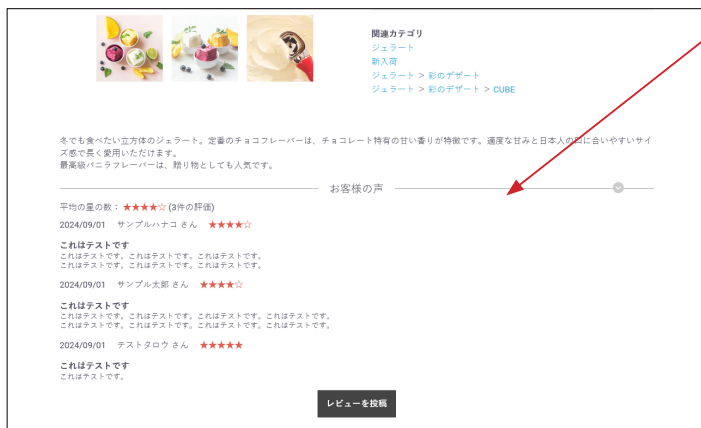 関連カテゴリ
ジェラート
新入荷
ジェラート > 彩のデザート
ジェラート > 彩のデザート > CUBE
冬でも食べたい立方体のジェラート。定番のチョコフレーバーは、チョコレート特有の甘い香りが特徴です。適度な甘みと日本人の口に合いやすいサイ
ズ感で長く愛用いただけます。
最高級バニラフレーバーは、贈り物としても人気です。
お客様の声
平均の星の数： ★★★★☆ (3件の評価)
2024/09/01 サンプルハナコ さん ★★★★☆
これはテストです
これはテストです。これはテストです。これはテストです。
これはテストです。これはテストです。これはテストです。
2024/09/01 サンプル太郎 さん ★★★★☆
これはテストです
これはテストです。これはテストです。これはテストです。これはテストです。
これはテストです。これはテストです。これはテストです。これはテストです。
2024/09/01 テストタロウ さん ★★★★★
これはテストです
これはテストです。
レビューを投稿